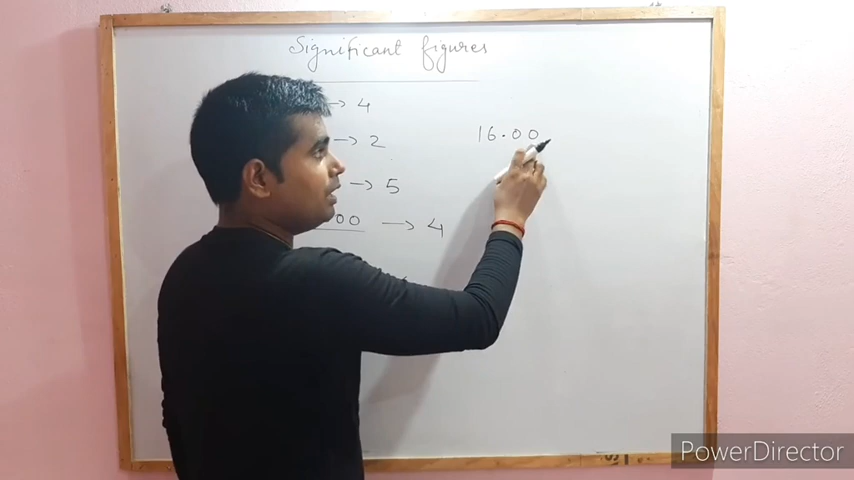 Significant figures
→ 4
16.00
→ 2
→ 5
00 → 4
PowerDirector